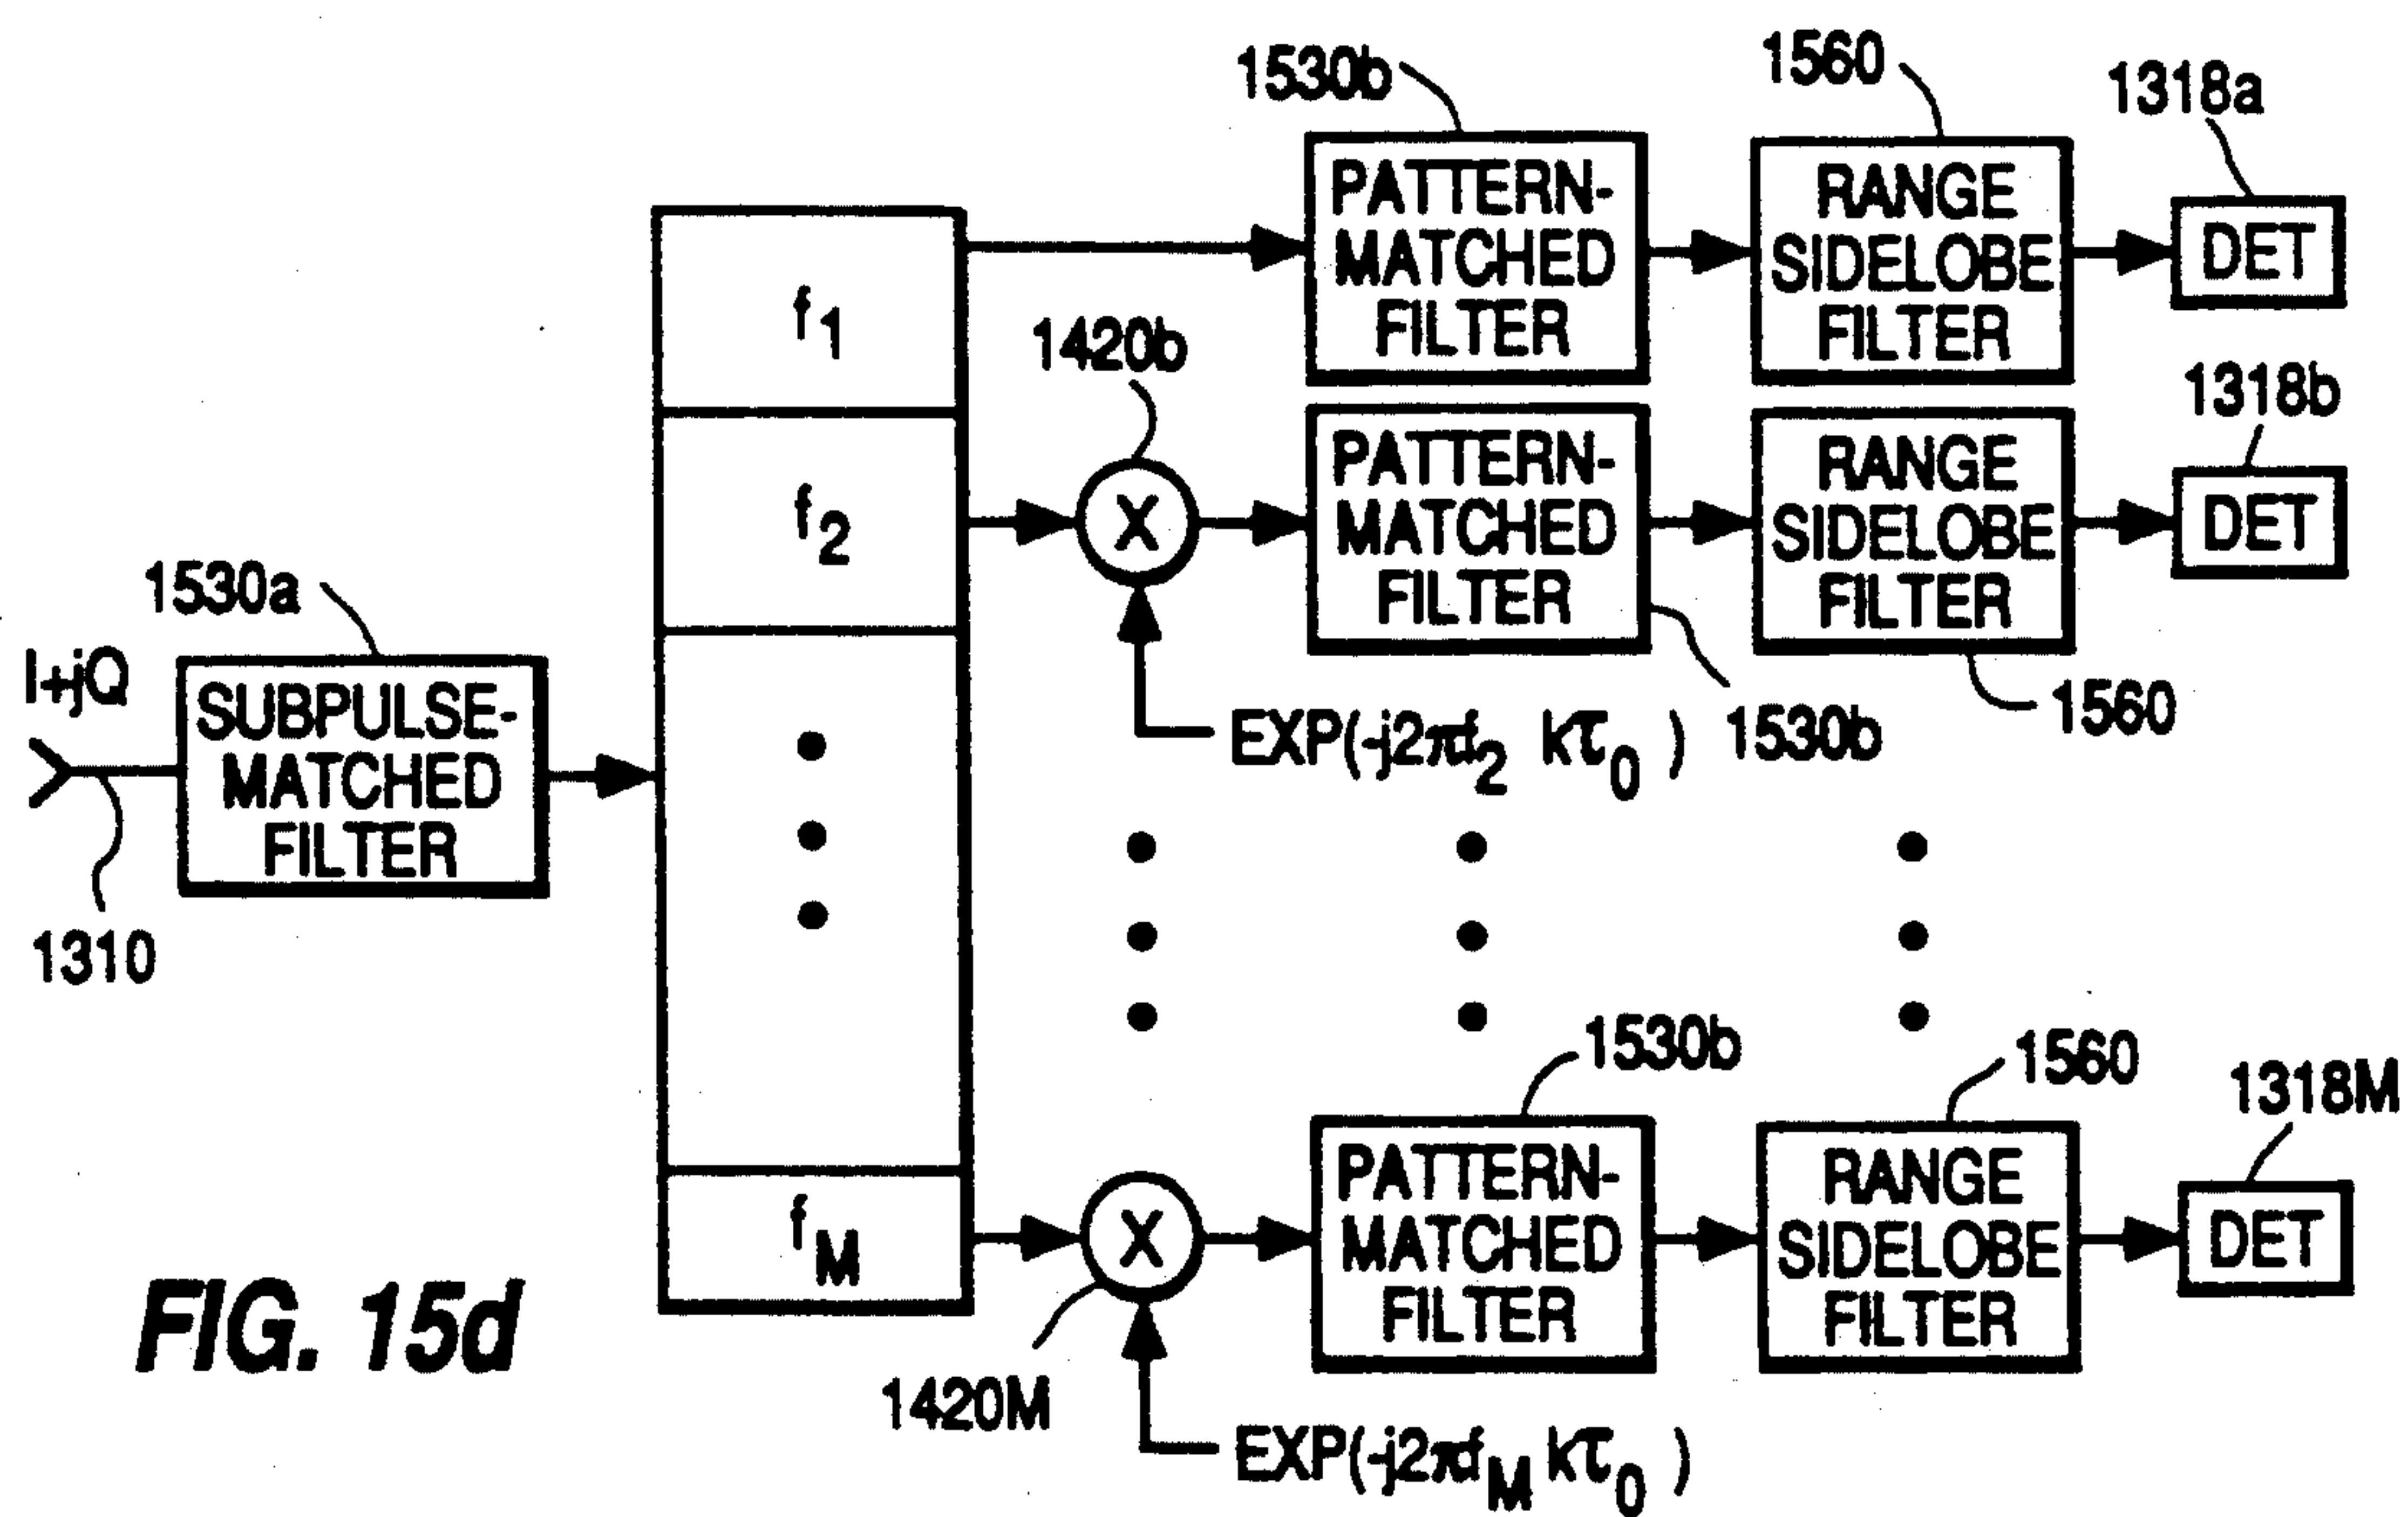 1530b
1560
1318a
PATTERN-
MATCHED
FILTER
RANGE
SIDELOBE
FILTER
DET
f1
1420b
1318b
f2
X
PATTERN-
MATCHED
FILTER
RANGE
SIDELOBE
FILTER
DET
1530a
I+jQ
SUBPULSE-
MATCHED
FILTER
1310
EXP(-j2πf2 kτ0)
1530b
1560
1530b
1560
1318M
fM
X
PATTERN-
MATCHED
FILTER
RANGE
SIDELOBE
FILTER
DET
1420M
EXP(-j2πfM kτ0)
FIG. 15d